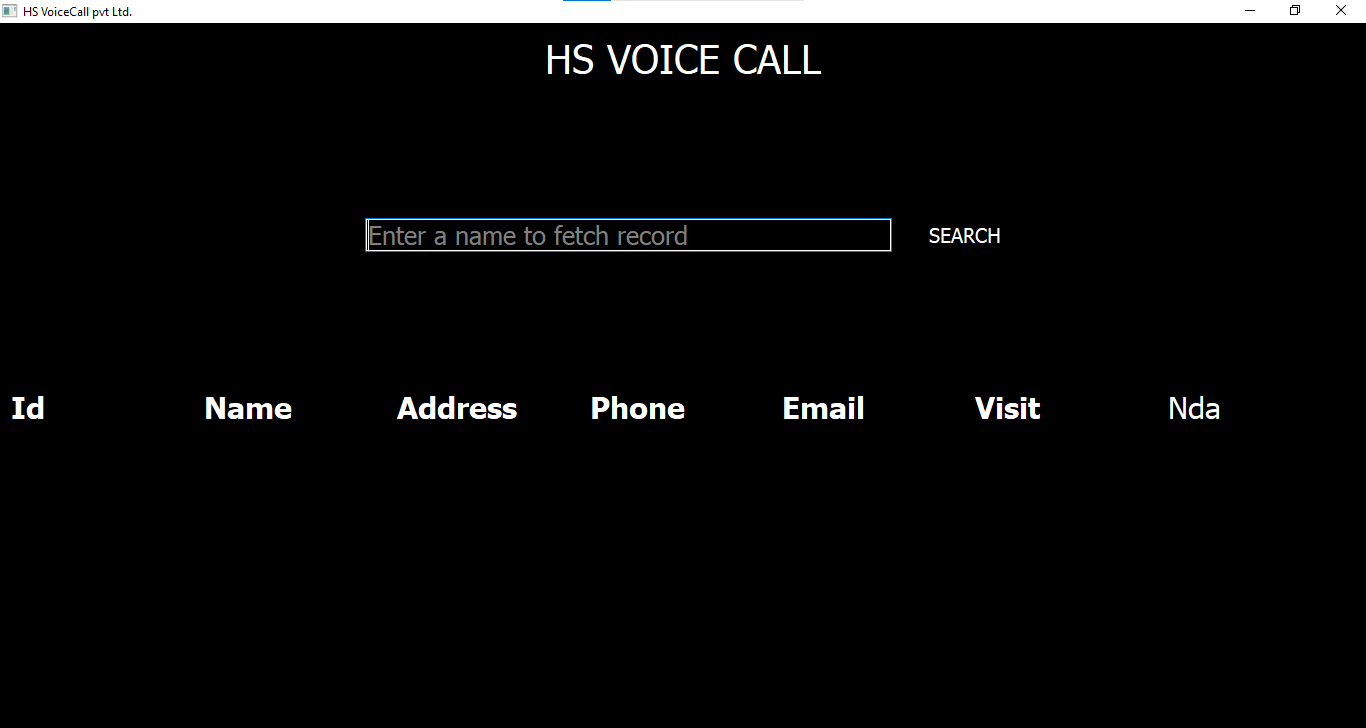 HS VoiceCall pvt Ltd.
HS VOICE CALL
Enter a name to fetch record SEARCH
Id Name Address Phone Email Visit Nda